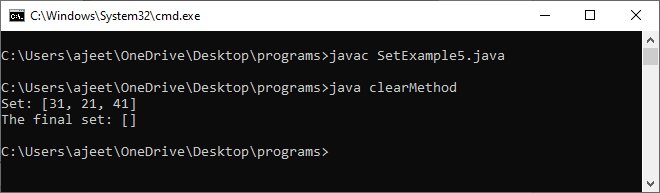 C:\Windows\System32\cmd.exe
C:\Users\ajeet\OneDrive\Desktop\programs>javac SetExample5.java
C:\Users\ajeet\OneDrive\Desktop\programs>java clearMethod
Set: [31, 21, 41]
The final set: []
C:\Users\ajeet\OneDrive\Desktop\programs>